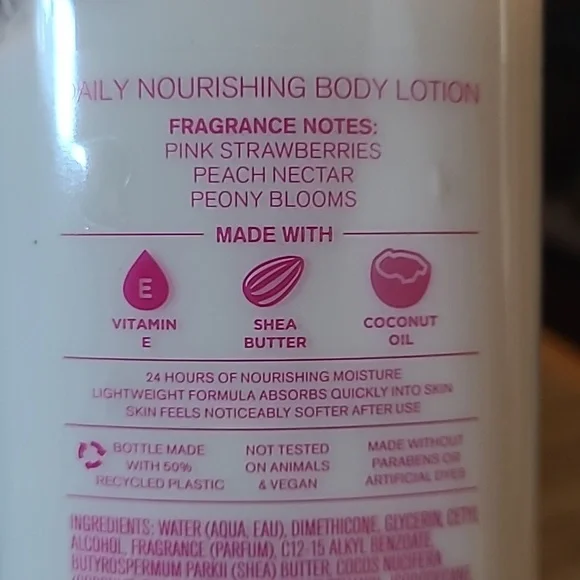 DAILY NOURISHING BODY LOTION
FRAGRANCE NOTES:
PINK STRAWBERRIES
PEACH NECTAR
PEONY BLOOMS
MADE WITH
E
VITAMIN
E
SHEA
BUTTER
COCONUT
OIL
24 HOURS OF NOURISHING MOISTURE
LIGHTWEIGHT FORMULA ABSORBS QUICKLY INTO SKIN
SKIN FEELS NOTICEABLY SOFTER AFTER USE
BOTTLE MADE
WITH 50%
RECYCLED PLASTIC
NOT TESTED
ON ANIMALS
& VEGAN
MADE WITHOUT
PARABENS OR
ARTIFICIAL DYES
INGREDIENTS: WATER (AQUA, EAU), DIMETHICONE, GLYCERIN, CETYL
ALCOHOL, FRAGRANCE (PARFUM), C12-15 ALKYL BENZOATE,
BUTYROSPERMUM PARKII (SHEA) BUTTER, COCOS NUCIFERA